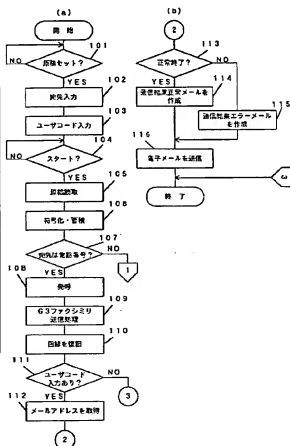 (a)
開 始
101
原稿セット?
NO
YES
102
宛先入力
103
ユーザコード入力
104
スタート?
NO
YES
105
原稿読取
106
符号化・蓄積
107
宛先は電話番号?
NO
YES
1
108
発呼
109
G3ファクシミリ
送信処理
110
回線を復旧
111
ユーザコード
入力あり?
NO
YES
3
112
メールアドレスを取得
2
(b)
2
113
正常終了?
NO
YES
114
送信結果正常メールを
作成
115
送信結果エラーメール
を作成
116
電子メールを送信
3
終 了